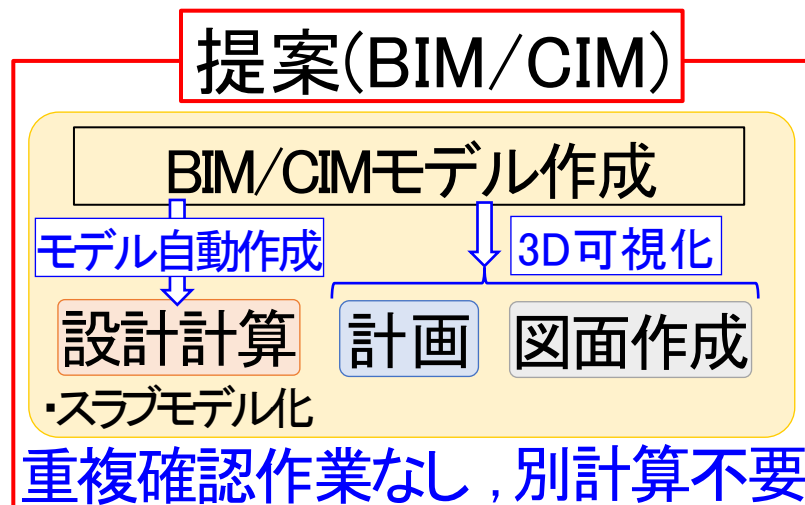 提案(BIM/CIM)
BIM/CIMモデル作成
モデル自動作成
3D可視化
設計計算
計画
図面作成
・スラブモデル化
重複確認作業なし，別計算不要